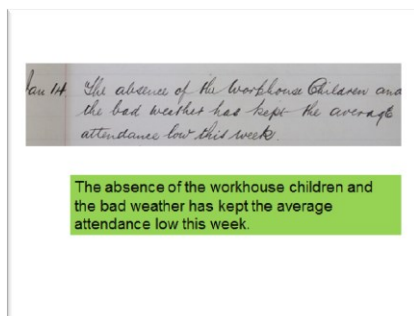 Jan 14 The absence of the Workhouse Children and
the bad weather has kept the average
attendance low this week.
The absence of the workhouse children and
the bad weather has kept the average
attendance low this week.